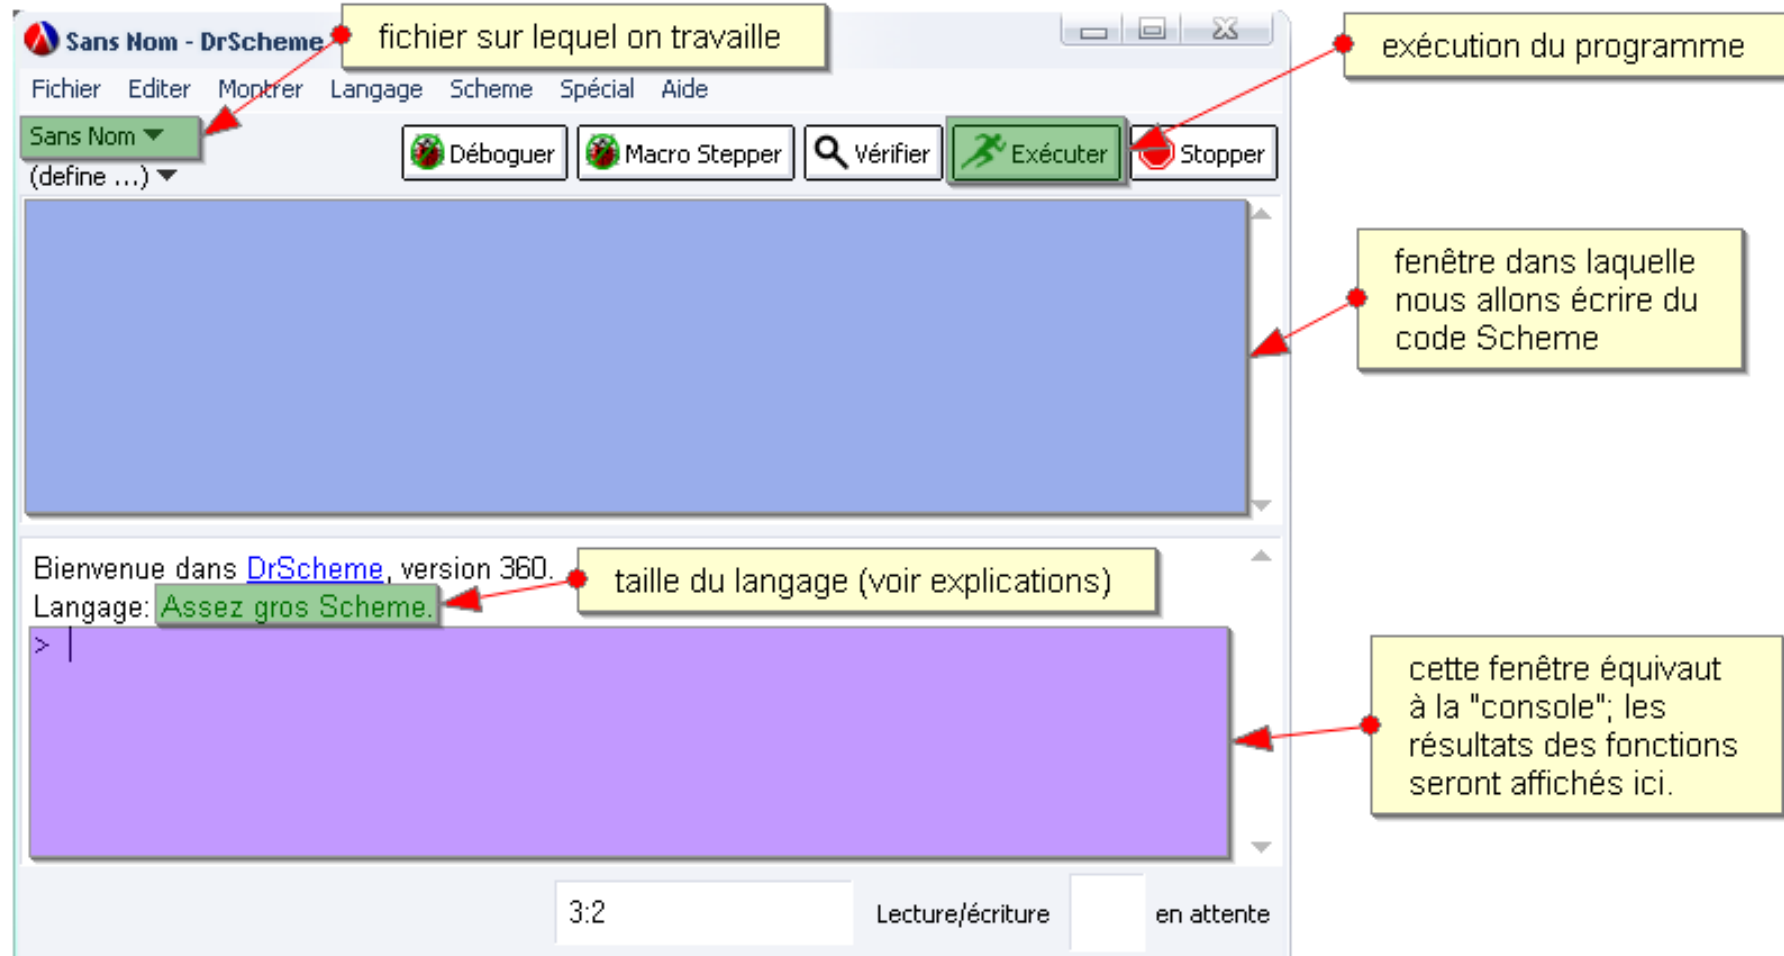 Sans Nom - DrScheme
fichier sur lequel on travaille
exécution du programme
Fichier Editer Montrer Langage Scheme Spécial Aide
Sans Nom
(define ...)
Déboguer Macro Stepper Vérifier Exécuter Stopper
fenêtre dans laquelle
nous allons écrire du
code Scheme
Bienvenue dans DrScheme, version 360.
Langage: Assez gros Scheme.
taille du langage (voir explications)
>
cette fenêtre équivaut
à la "console"; les
résultats des fonctions
seront affichés ici.
3:2 Lecture/écriture en attente